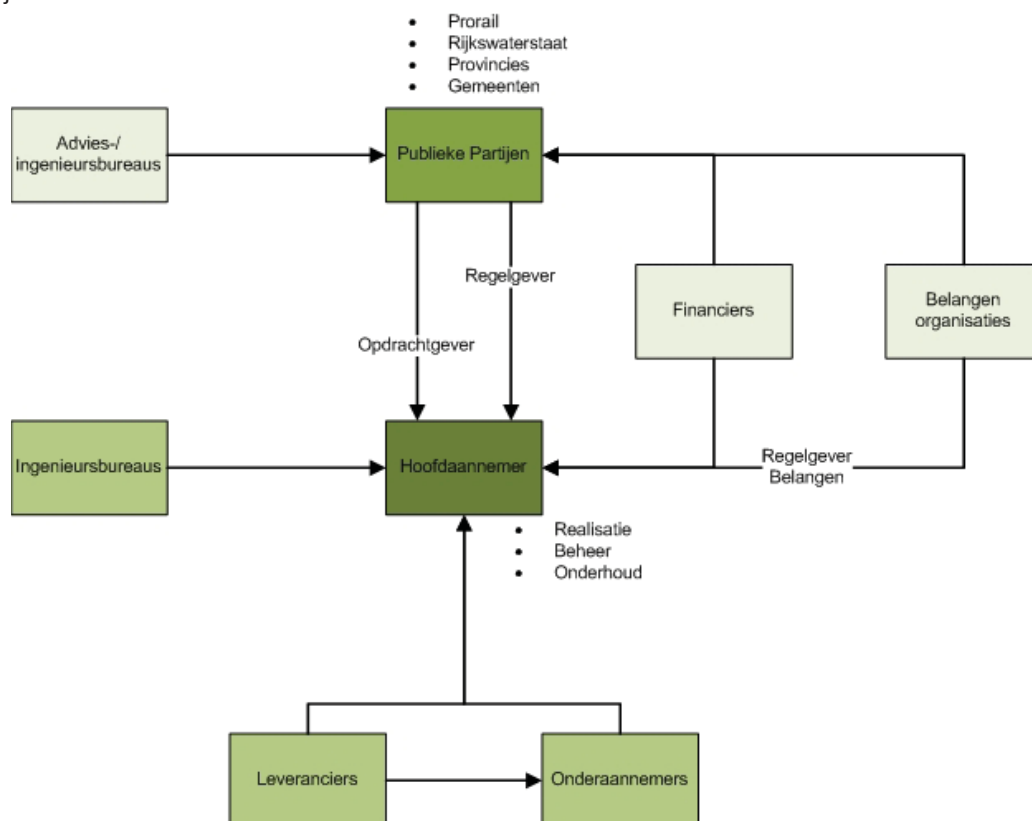 Prorail
Rijkswaterstaat
Provincies
Gemeenten
Advies-/
ingenieursbureaus
Publieke Partijen
Regelgever
Opdrachtgever
Financiers
Belangen
organisaties
Ingenieursbureaus
Hoofdaannemer
Regelgever
Belangen
Realisatie
Beheer
Onderhoud
Leveranciers
Onderaannemers